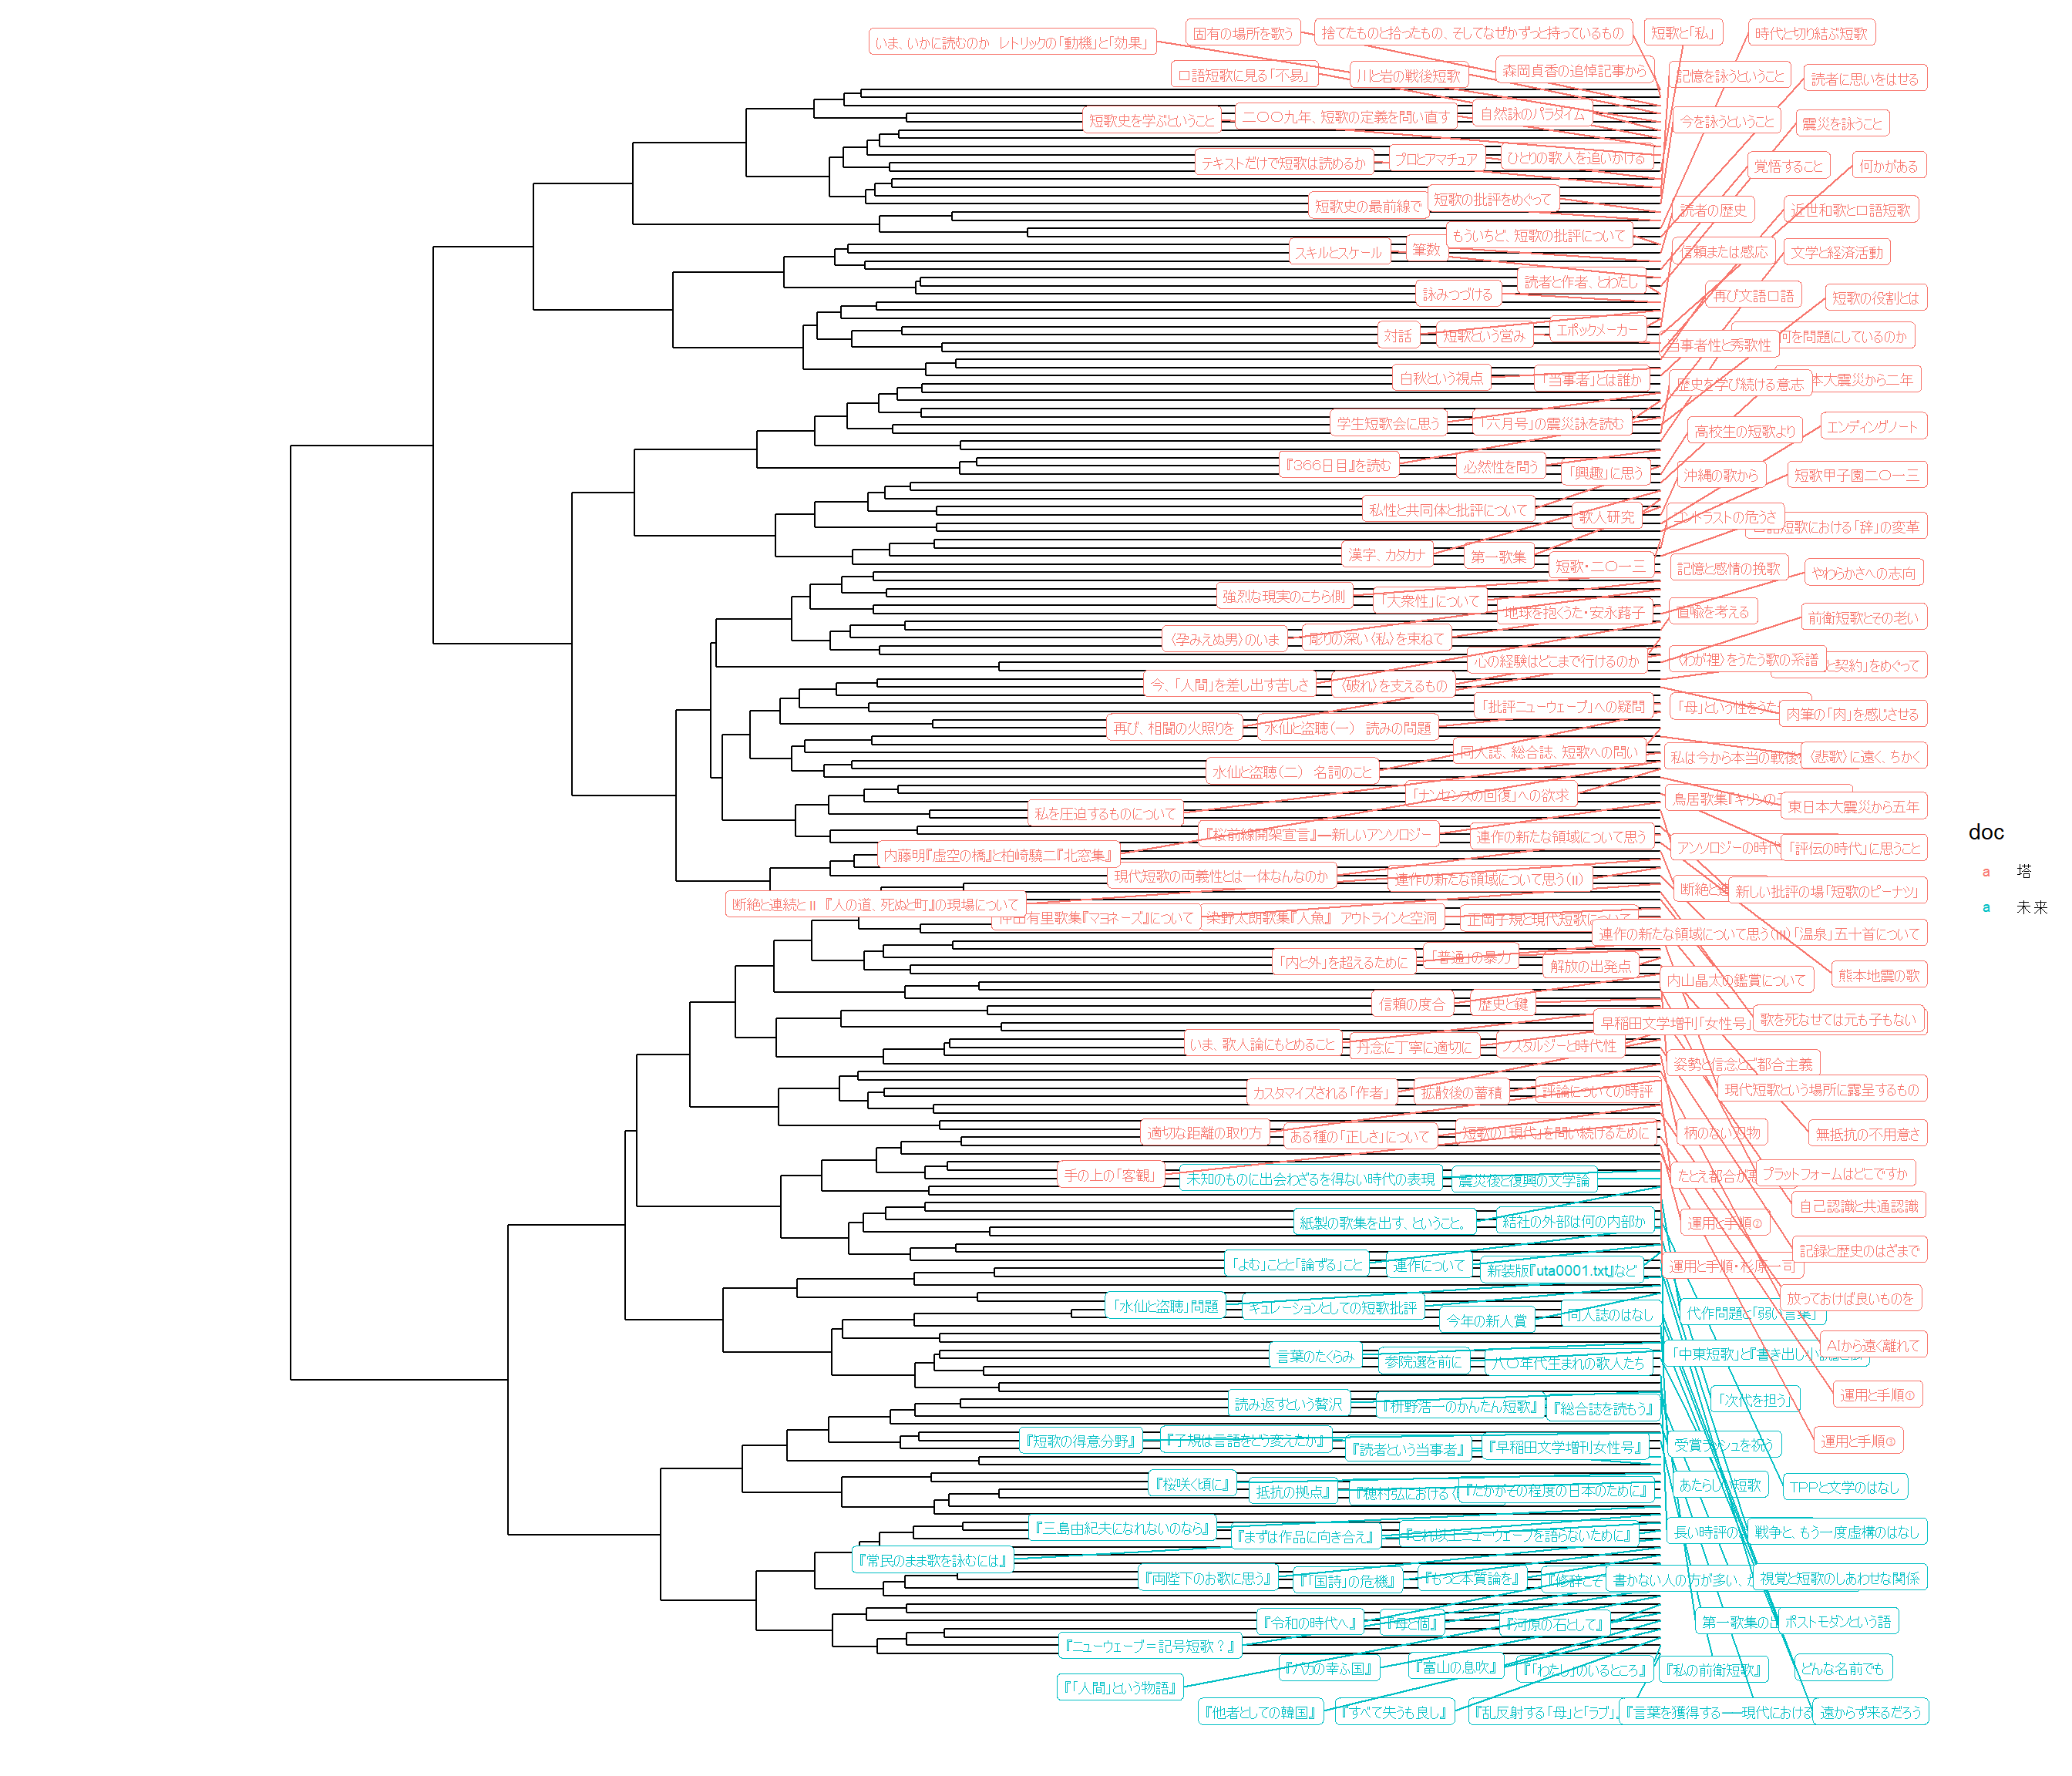 固有の場所を歌う
捨てたものと拾ったもの、そしてなぜかずっと持っているもの
短歌と「私」
時代と切り結ぶ短歌
いま、いかに読むのか　レトリックの「動機」と「効果」
口語短歌に見る「不易」
川と岩の戦後短歌
森岡貞香の追悼記事から
記憶を詠うということ
読者に思いをはせる
短歌史を学ぶということ
二〇〇九年、短歌の定義を問い直す
自然詠のパラダイム
今を詠うということ
震災を詠うこと
テキストだけで短歌は読めるか
プロとアマチュア
ひとりの歌人を追いかける
覚悟すること
何かがある
短歌史の最前線で
短歌の批評をめぐって
読者の歴史
近世和歌と口語短歌
もういちど、短歌の批評について
スキルとスケール
筆数
信頼または感応
文学と経済活動
読者と作者、とわたし
詠みつづける
再び文語口語
短歌の役割とは
対話
短歌という営み
エポックメーカー
当事者性と秀歌性
何を問題にしているのか
白秋という視点
「当事者」とは誰か
歴史を学び続ける意志
本大震災から二年
学生短歌会に思う
「六月号」の震災詠を読む
高校生の短歌より
エンディングノート
『366日目』を読む
必然性を問う
「興趣」に思う
沖縄の歌から
短歌甲子園二〇一三
私性と共同体と批評について
歌人研究
コントラストの危うさ
短歌における「辞」の変革
漢字、カタカナ
第一歌集
短歌・二〇一三
記憶と感情の挽歌
やわらかさへの志向
強烈な現実のこちら側
「大衆性」について
地球を抱くうた・安永蕗子
直喩を考える
前衛短歌とその老い
〈孕みえぬ男〉のいま
彫りの深い〈私〉を束ねて
心の経験はどこまで行けるのか
〈わが裡〉をうたう歌の系譜
と契約」をめぐって
今、「人間」を差し出す苦しさ
〈破れ〉を支えるもの
「批評ニューウェーブ」への疑問
「母」という性をうた
肉筆の「肉」を感じさせる
再び、相聞の火照りを
水仙と盗聴（一）　読みの問題
同人誌、総合誌、短歌への問い
私は今から本当の戦後
〈悲歌〉に遠く、ちかく
水仙と盗聴（二）　名詞のこと
「ナンセンスの回復」への欲求
鳥居歌集『キリンの
東日本大震災から五年
私を圧迫するものについて
『桜前線開架宣言』―新しいアンソロジー
連作の新たな領域について思う
アンソロジーの時代
「評伝の時代」に思うこと
内藤明『虚空の橋』と柏崎驍二『北窓集』
現代短歌の両義性とは一体なんなのか
連作の新たな領域について思う（II）
断絶と
新しい批評の場「短歌のピーナツ」
断絶と連続とII　『人の道、死ぬと町』の現場について
有里歌集『マヨネーズ』について
染野太朗歌集『人魚』　アウトラインと空洞
正岡子規と現代短歌について
連作の新たな領域について思う（III）「温泉」五十首について
「内と外」を超えるために
「普通」の暴力
解放の出発点
内山晶太の鑑賞について
熊本地震の歌
信頼の度合
歴史と鍵
早稲田文学増刊「女性号」
歌を死なせては元も子もない
いま、歌人論にもとめること
丹念に丁寧に適切に
ノスタルジーと時代性
姿勢と信念とご都合主義
カスタマイズされる「作者」
拡散後の蓄積
評論についての時評
現代短歌という場所に露呈するもの
適切な距離の取り方
ある種の「正しさ」について
短歌の「現代」を問い続けるために
柄のない刃物
無抵抗の不用意さ
手の上の「客観」
未知のものに出会わざるを得ない時代の表現
震災後と復興の文学論
たとえ都合が
プラットフォームはどこですか
自己認識と共通認識
紙製の歌集を出す、ということ。
結社の外部は何の内部か
運用と手順②
記録と歴史のはざまで
「よむ」ことと「論ずる」こと
連作について
新装版『uta0001.txt』など
運用と手順・杉原一司
放っておけば良いものを
「水仙と盗聴」問題
キュレーションとしての短歌批評
今年の新人賞
同人誌のはなし
代作問題と「弱い言葉」
AIから遠く離れて
言葉のたくらみ
参院選を前に
八〇年代生まれの歌人たち
「中東短歌」と『書き出し小説
読み返すという贅沢
『枡野浩一のかんたん短歌』
『総合誌を読もう』
「次代を担う」
運用と手順①
『短歌の得意分野』
『子規は言語をどう変えたか』
『読者という当事者』
『早稲田文学増刊女性号』
受賞ラッシュを祝う
運用と手順③
『桜咲く頃に』
抵抗の拠点』
『穂村弘における
『たかがその程度の日本のために』
あたらしい短歌
TPPと文学のはなし
『三島由紀夫になれないのなら』
『まずは作品に向き合え』
『これ以上ニューウェーブを語らないために』
長い時評の
戦争と、もう一度虚構のはなし
『常民のまま歌を詠むには』
『両陛下のお歌に思う』
『「国詩」の危機』
『もっと本質論を』
『修辞こそ
書かない人の方が多い、
視覚と短歌のしあわせな関係
『令和の時代へ』
『母と個』
『河原の石として』
第一歌集の
ポストモダンという語
『ニューウェーブ＝記号短歌？』
『バカの幸ふ国』
『富山の息吹』
『「わたし」のいるところ』
『私の前衛短歌』
どんな名前でも
『「人間」という物語』
『他者としての韓国』
『すべて失うも良し』
『乱反射する「母」と「ラブ」
『言葉を獲得する―現代における
遠からず来るだろう
doc
a 塔
a 未来